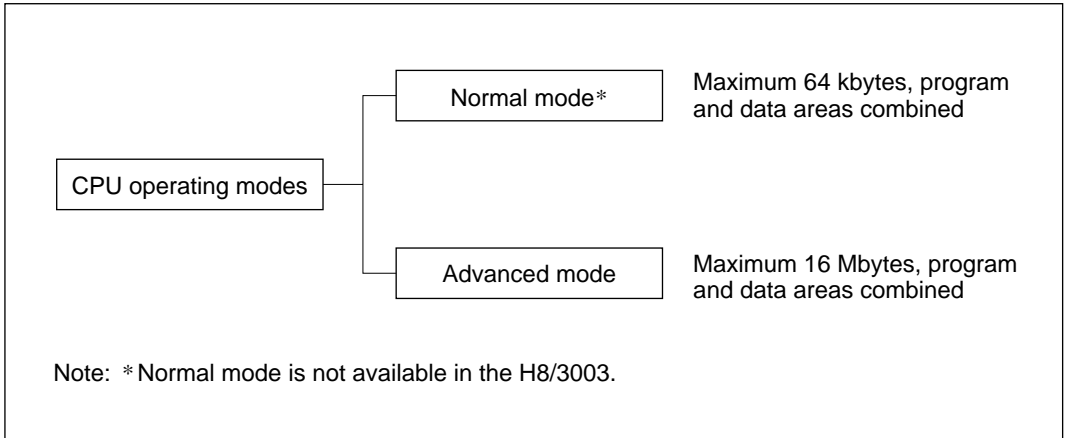 Normal mode*
Maximum 64 kbytes, program
and data areas combined
CPU operating modes
Advanced mode
Maximum 16 Mbytes, program
and data areas combined
Note: * Normal mode is not available in the H8/3003.